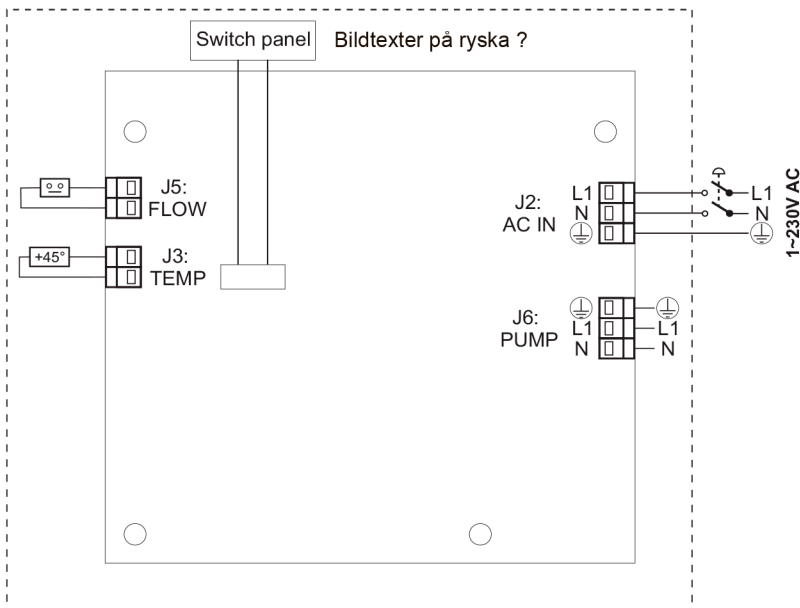 Switch panel
Bildtexter på ryska ?
J5:
FLOW
J3:
TEMP
+45°
J2:
AC IN
L1
N
L1
N
1~230V AC
J6:
PUMP
L1
N
L1
N